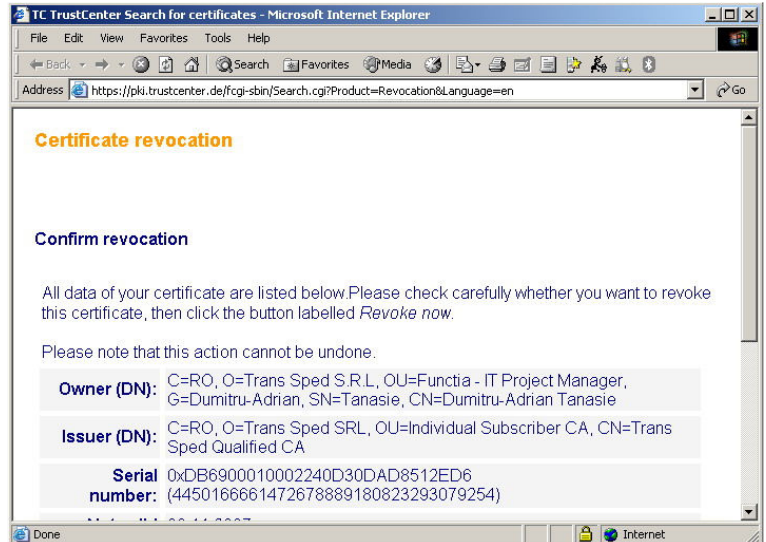 TC TrustCenter Search for certificates - Microsoft Internet Explorer
File Edit View Favorites Tools Help
Back Search Favorites Media
Address https://pki.trustcenter.de/fcgi-sbin/Search.cgi?Product=Revocation&Language=en Go
Certificate revocation
Confirm revocation
All data of your certificate are listed below.Please check carefully whether you want to revoke
this certificate, then click the button labelled Revoke now.
Please note that this action cannot be undone.
Owner (DN): C=RO, O=Trans Sped S.R.L, OU=Functia - IT Project Manager,
G=Dumitru-Adrian, SN=Tanasie, CN=Dumitru-Adrian Tanasie
Issuer (DN): C=RO, O=Trans Sped SRL, OU=Individual Subscriber CA, CN=Trans
Sped Qualified CA
Serial number: 0xDB6900010002240D30DAD8512ED6
(4450166661472678889180823293079254)
Done Internet